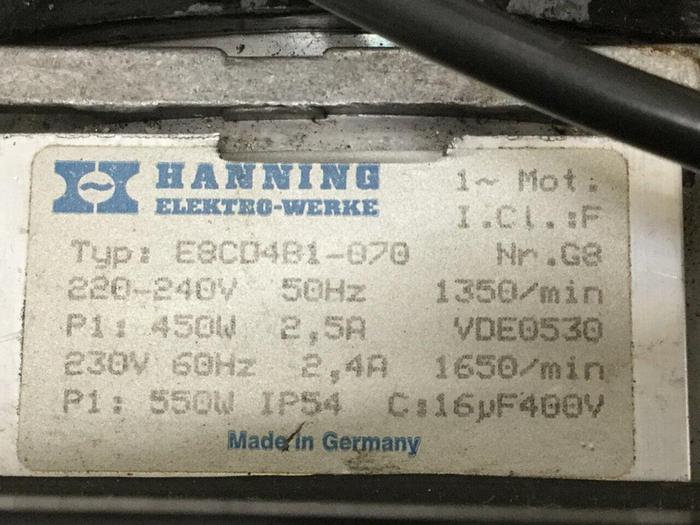 HANNING
ELEKTRO-WERKE
1~ Mot.
I.Cl.:F
Typ: E8CD4B1-070 Nr.G8
220-240V 50Hz 1350/min
P1: 450W 2,5A VDE0530
230V 60Hz 2,4A 1650/min
P1: 550W IP54 C:16µF400V
Made in Germany